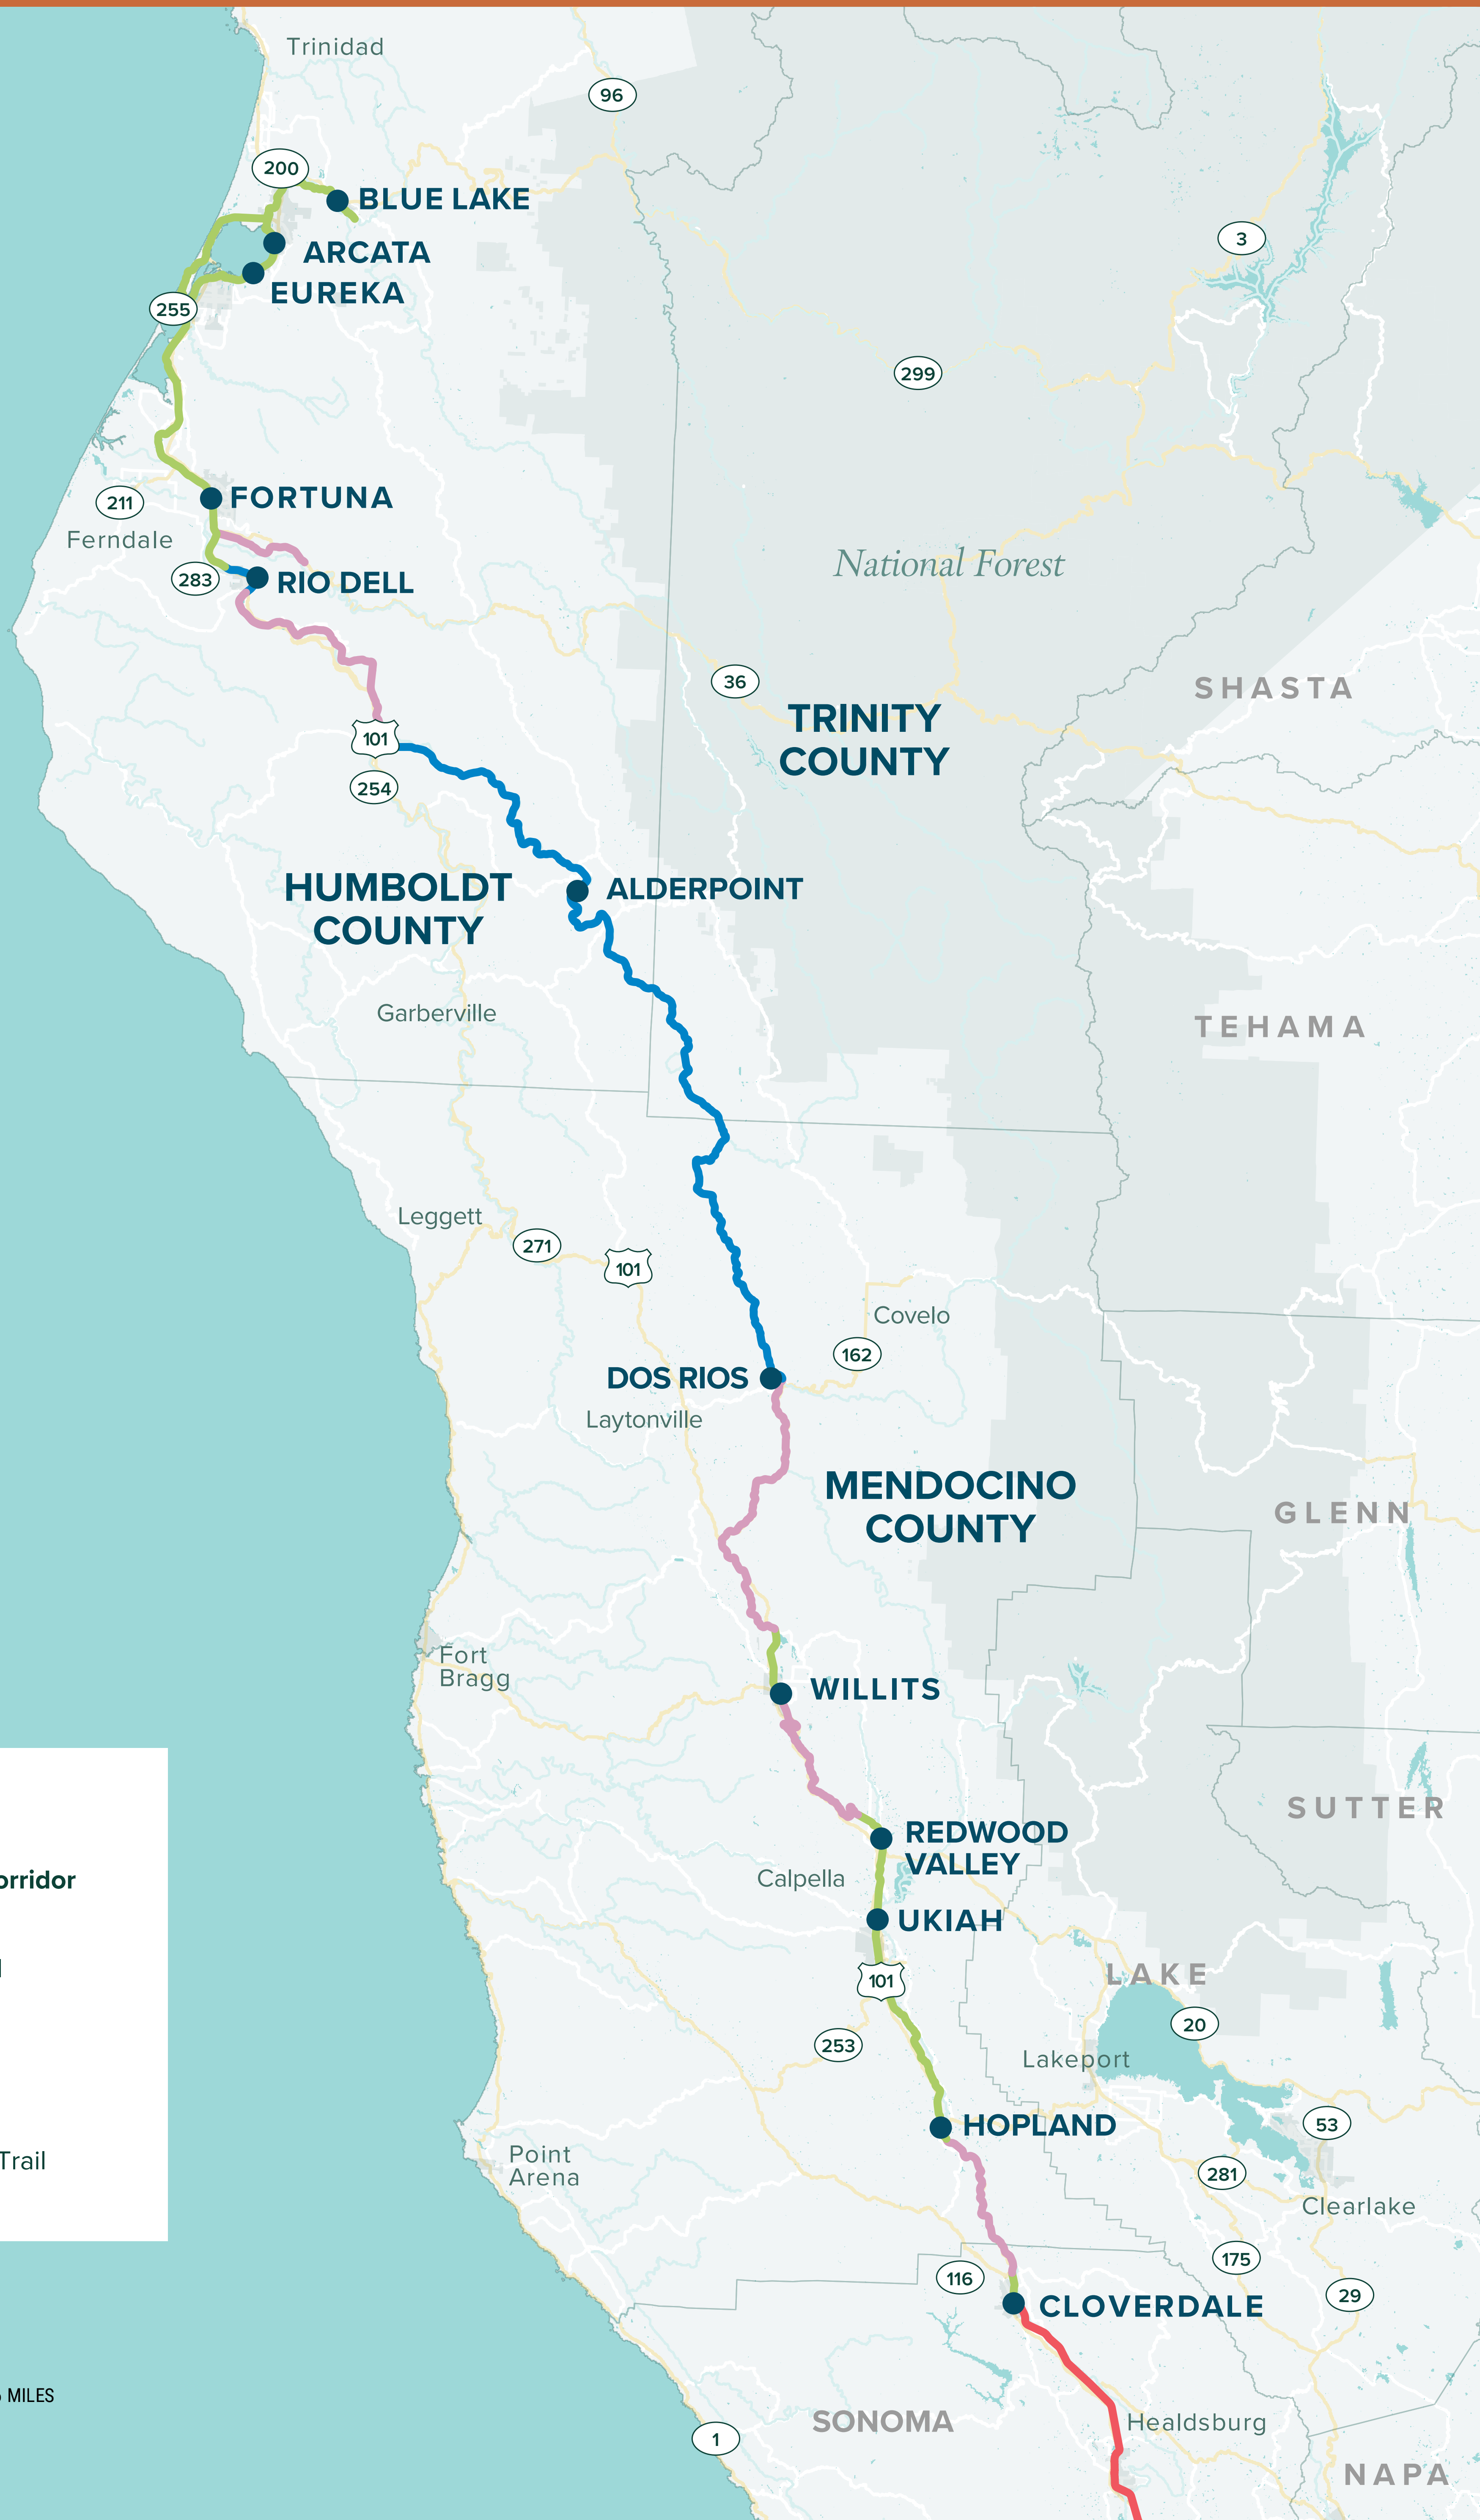 Trinidad
96
200
BLUE LAKE
3
ARCATA
EUREKA
255
299
FORTUNA
211
Ferndale
National Forest
283
RIO DELL
36
SHASTA
TRINITY
COUNTY
101
254
HUMBOLDT
COUNTY
ALDERPOINT
Garberville
TEHAMA
Leggett
271
101
Covelo
162
DOS RIOS
Laytonville
MENDOCINO
COUNTY
GLENN
Fort
Bragg
WILLITS
SUTTER
REDWOOD
VALLEY
orridor
Calpella
UKIAH
LAKE
101
20
253
Lakeport
HOPLAND
53
Point
Arena
Trail
281
Clearlake
175
116
29
CLOVERDALE
MILES
SONOMA
Healdsburg
1
NAPA